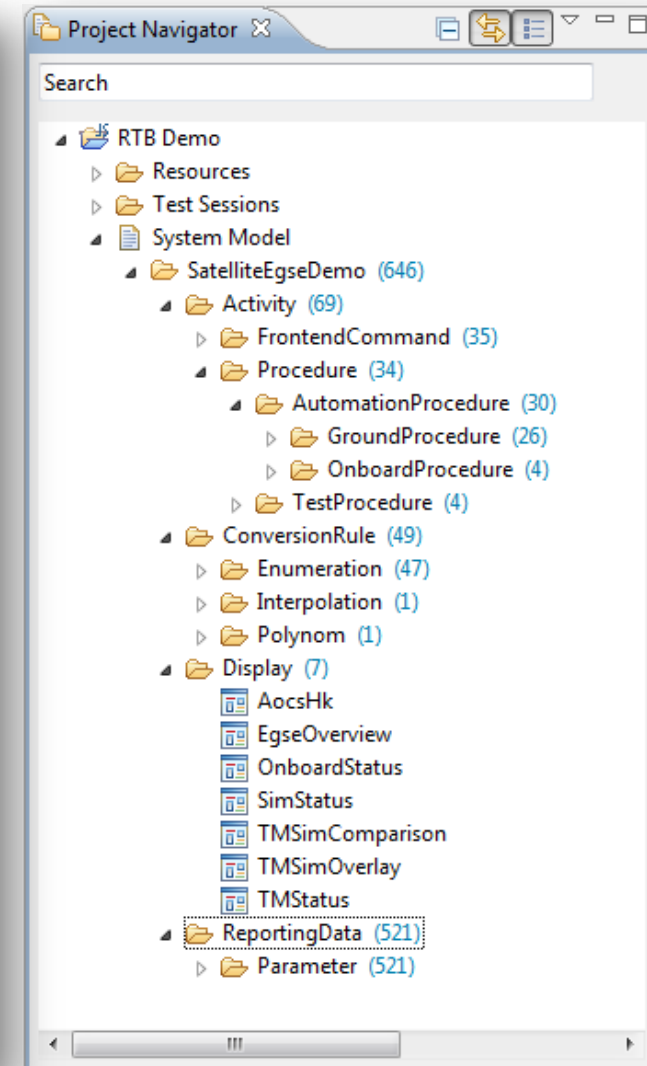 Project Navigator
Search
RTB Demo
Resources
Test Sessions
System Model
SatelliteEgseDemo (646)
Activity (69)
FrontendCommand (35)
Procedure (34)
AutomationProcedure (30)
GroundProcedure (26)
OnboardProcedure (4)
TestProcedure (4)
ConversionRule (49)
Enumeration (47)
Interpolation (1)
Polynom (1)
Display (7)
AocsHk
EgseOverview
OnboardStatus
SimStatus
TMSimComparison
TMSimOverlay
TMStatus
ReportingData (521)
Parameter (521)